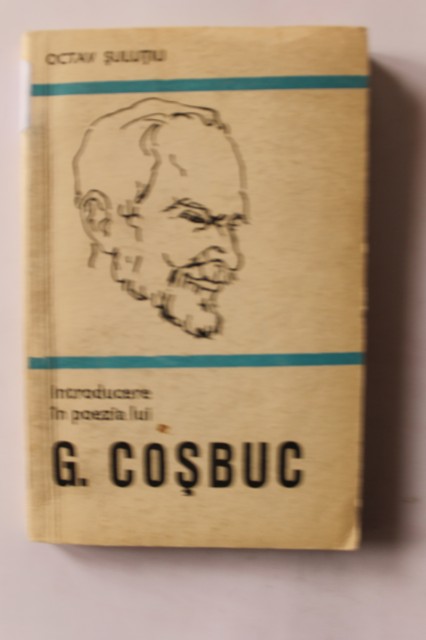 OCTAV ŞULUŢIU
Introducere
în poezia lui
G. COŞBUC